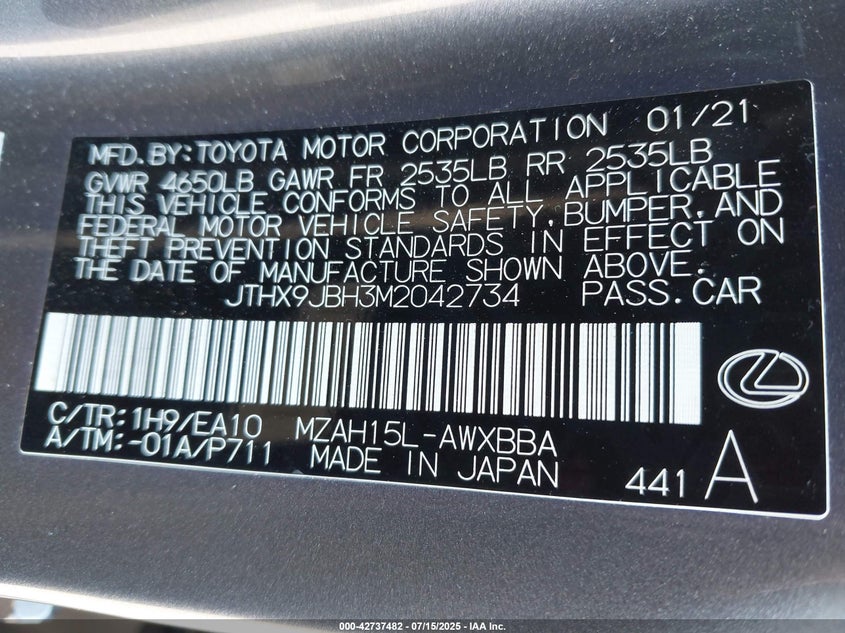 MFD.BY:TOYOTA MOTOR CORPORATION 01/21
GVWR 4650LB GAWR FR 2535LB RR 2535LB
THIS VEHICLE CONFORMS TO ALL APPLICABLE
FEDERAL MOTOR VEHICLE SAFETY,BUMPER,AND
THEFT PREVENTION STANDARDS IN EFFECT ON
THE DATE OF MANUFACTURE SHOWN ABOVE.
JTHX9JBH3M2042734 PASS.CAR
C/TR:1H9/EA10 MZAH15L-AWXBBA
A/TM:-01A/P711 MADE IN JAPAN 441 A
000-42737482 - 07/15/2025 - IAA Inc.